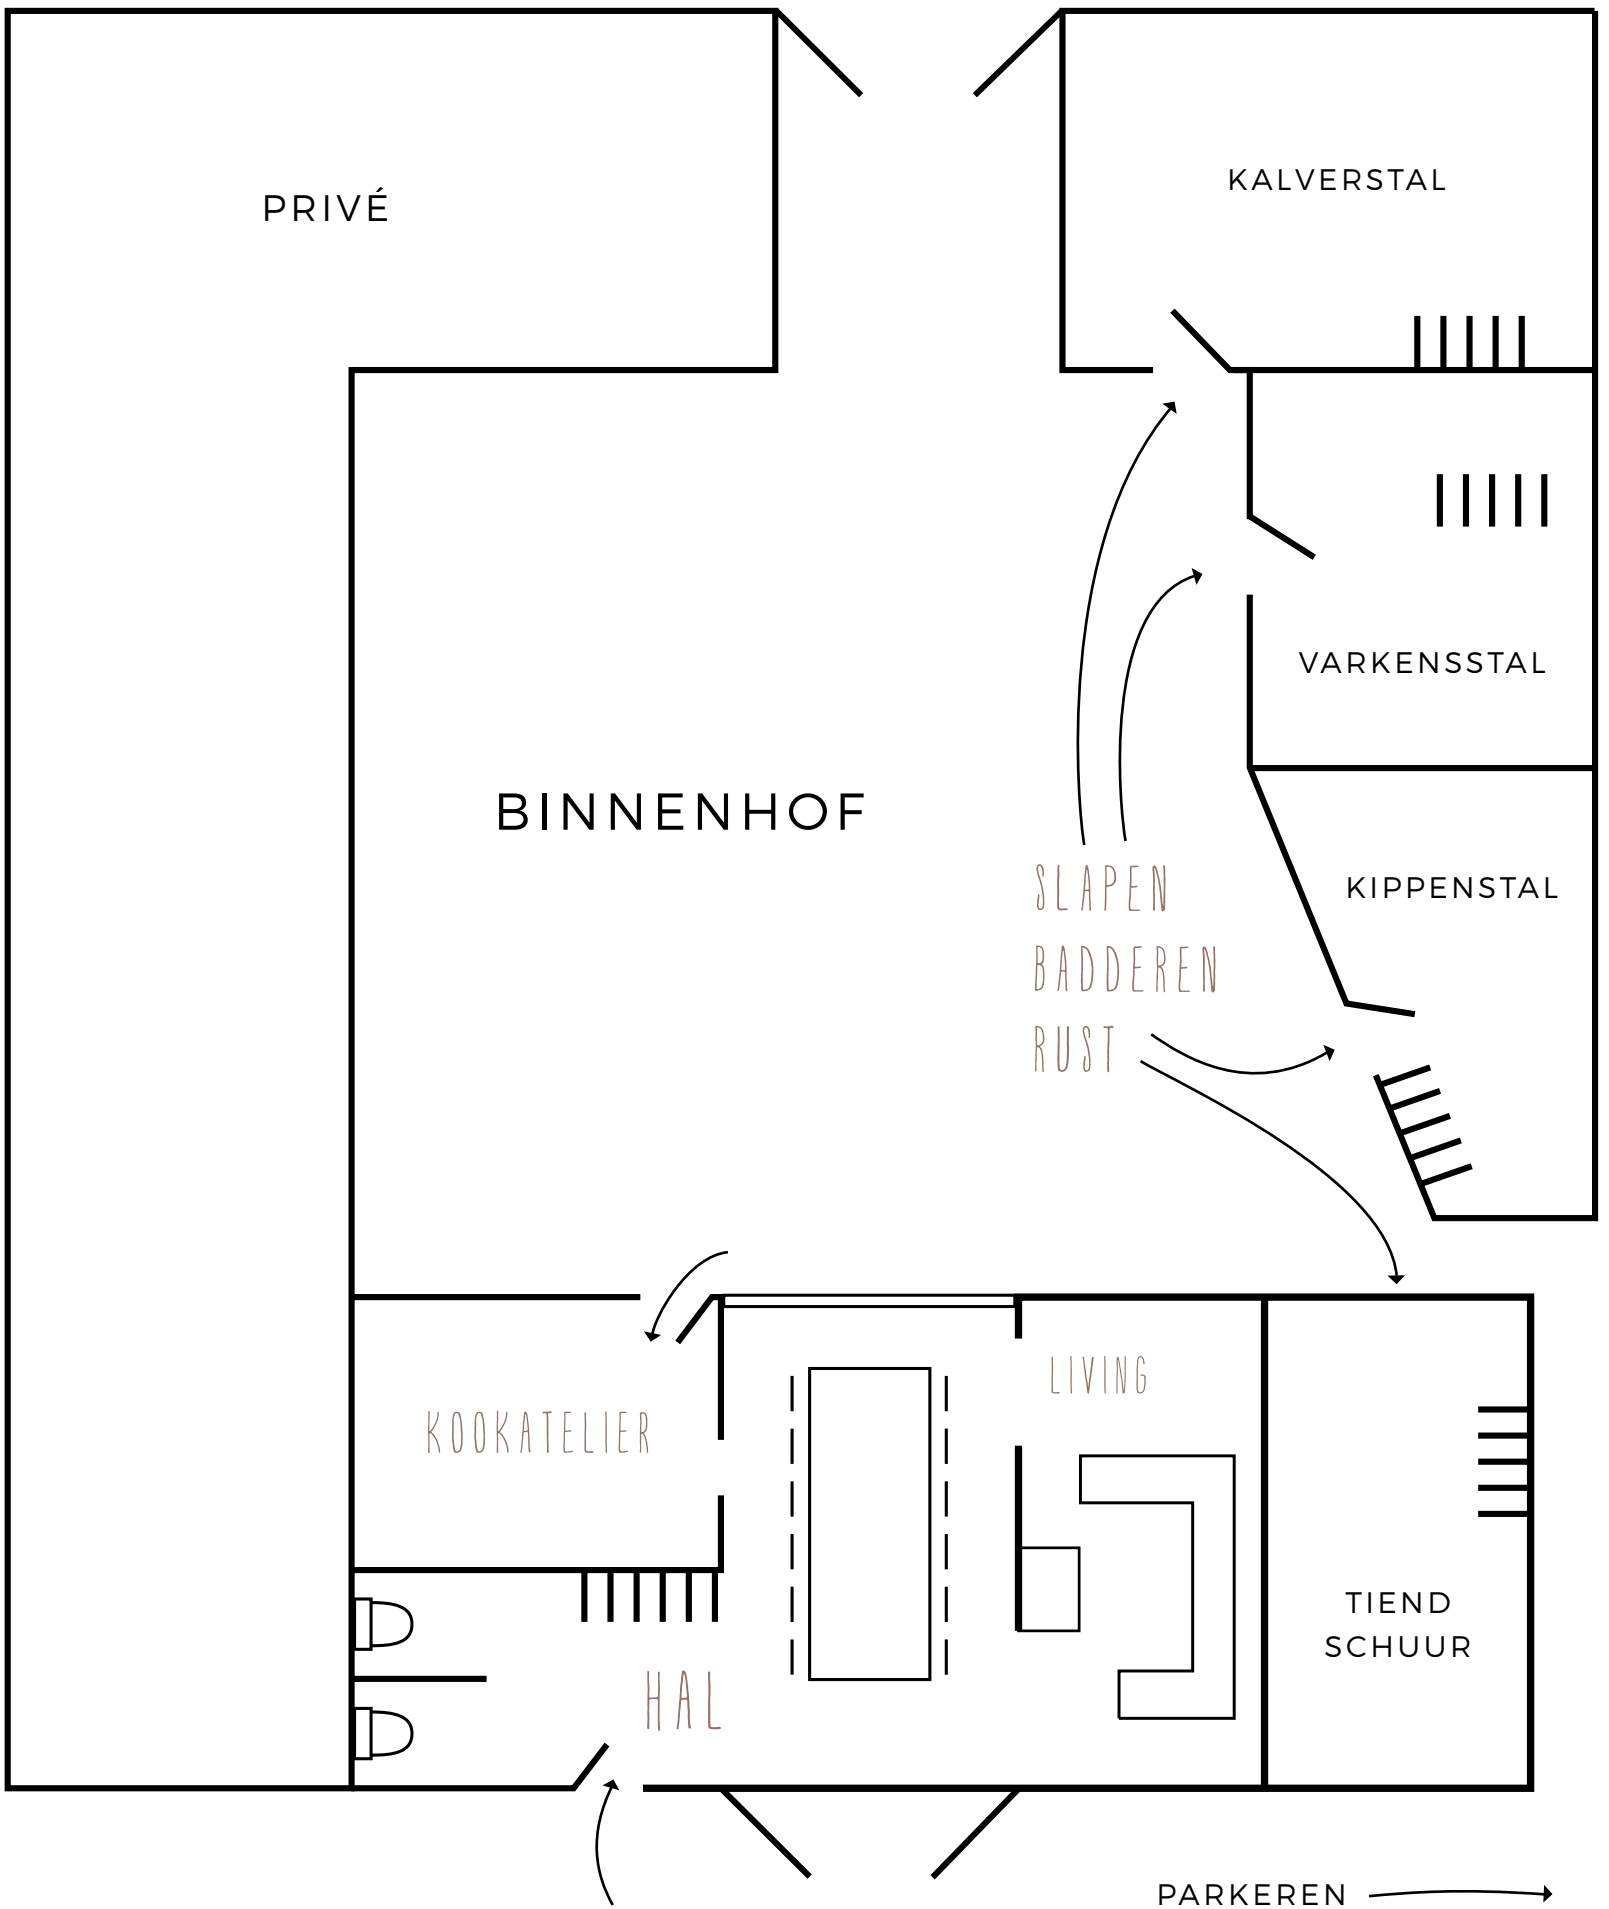 KALVERSTAL
PRIVÉ
VARKENSSTAL
BINNENHOF
KIPPENSTAL
SLAPEN
BADDEREN
RUST
LIVING
KOOKATELIER
TIEND
SCHUUR
HAL
PARKEREN